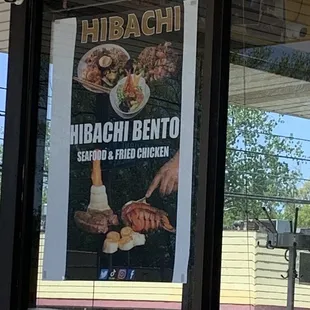 HIBACHI
HIBACHI BENTO
SEAFOOD & FRIED CHICKEN